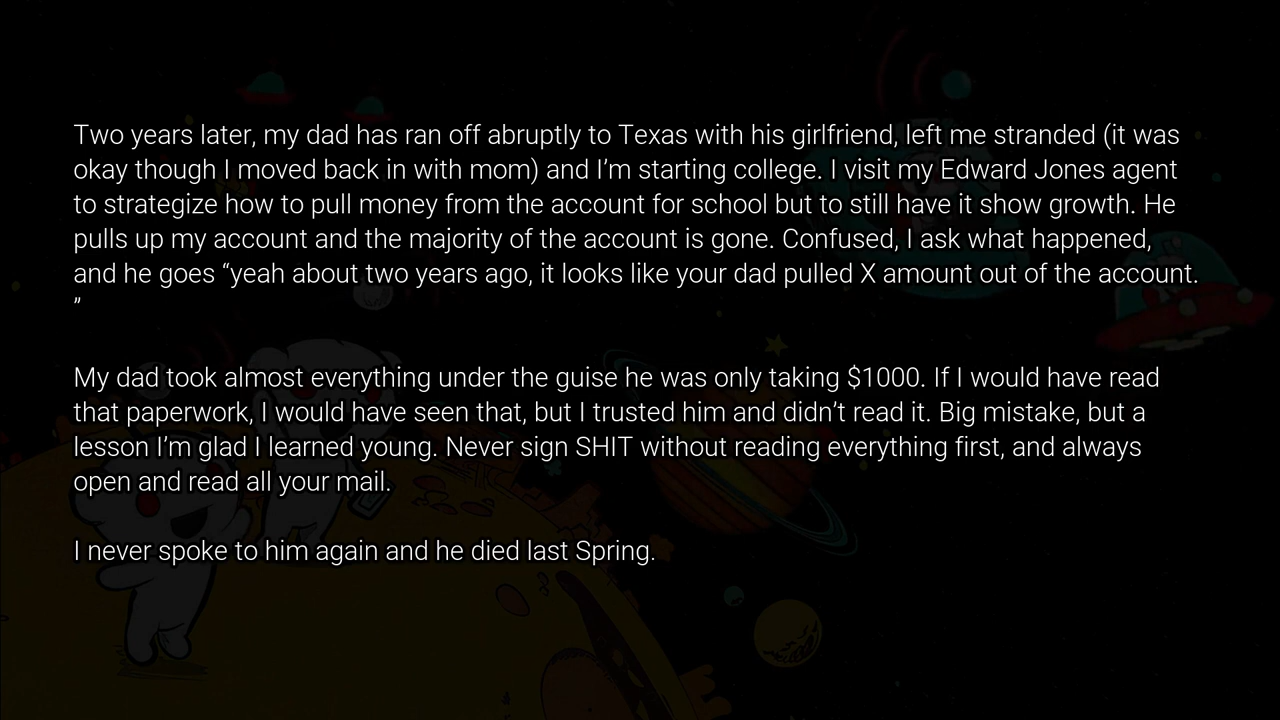 Two years later, my dad has ran off abruptly to Texas with his girlfriend, left me stranded (it was
okay though I moved back in with mom) and I’m starting college. I visit my Edward Jones agent
to strategize how to pull money from the account for school but to still have it show growth. He
pulls up my account and the majority of the account is gone. Confused, I ask what happened,
and he goes “yeah about two years ago, it looks like your dad pulled X amount out of the account.
”
My dad took almost everything under the guise he was only taking $1000. If I would have read
that paperwork, I would have seen that, but I trusted him and didn’t read it. Big mistake, but a
lesson I’m glad I learned young. Never sign SHIT without reading everything first, and always
open and read all your mail.
I never spoke to him again and he died last Spring.